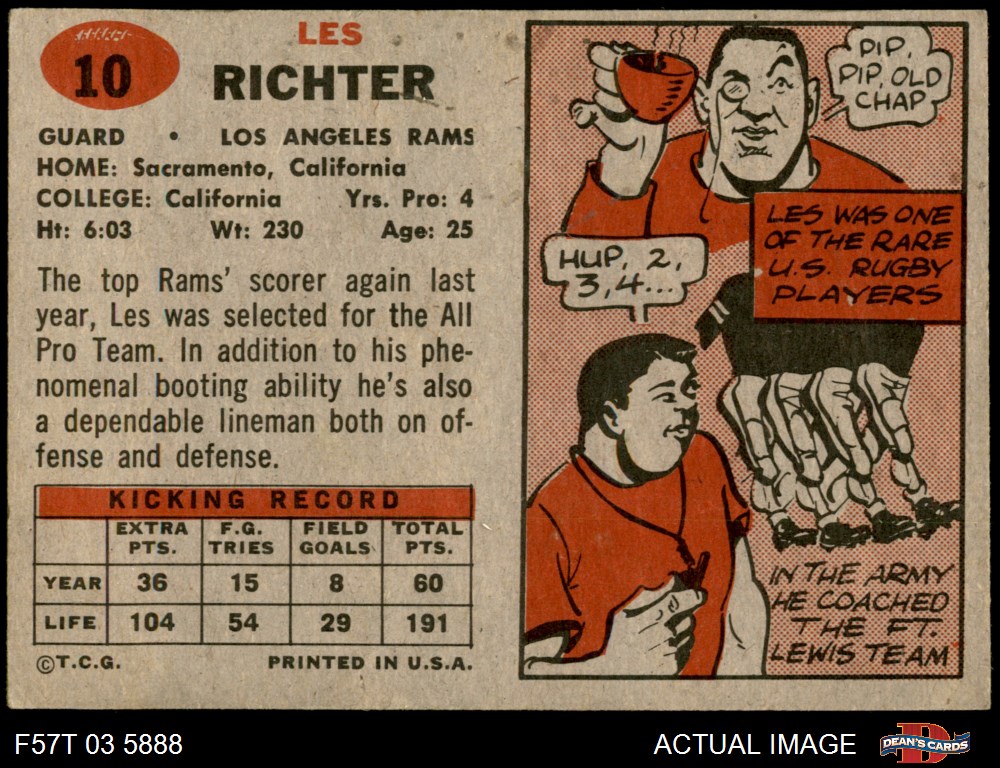 10
LES
RICHTER
GUARD • LOS ANGELES RAMS
HOME: Sacramento, California
COLLEGE: California Yrs. Pro: 4
Ht: 6:03 Wt: 230 Age: 25
The top Rams' scorer again last
year, Les was selected for the All
Pro Team. In addition to his phe-
nomenal booting ability he's also
a dependable lineman both on of-
fense and defense.
KICKING RECORD
EXTRA PTS. F.G. TRIES FIELD GOALS TOTAL PTS.
YEAR 36 15 8 60
LIFE 104 54 29 191
©T.C.G. PRINTED IN U.S.A.
PIP,
PIP, OLD
CHAP
LES WAS ONE
OF THE RARE
U.S. RUGBY
PLAYERS
HUP, 2,
3,4...
IN THE ARMY
HE COACHED
THE FT.
LEWIS TEAM
F57T 03 5888
ACTUAL IMAGE
DEAN'S CARDS